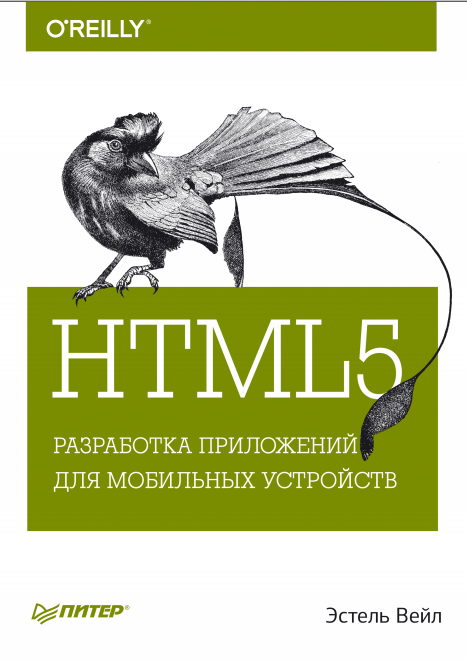 O'REILLY®
HTML5
РАЗРАБОТКА ПРИЛОЖЕНИЙ
ДЛЯ МОБИЛЬНЫХ УСТРОЙСТВ
ПИТЕР®
Эстель Вейл